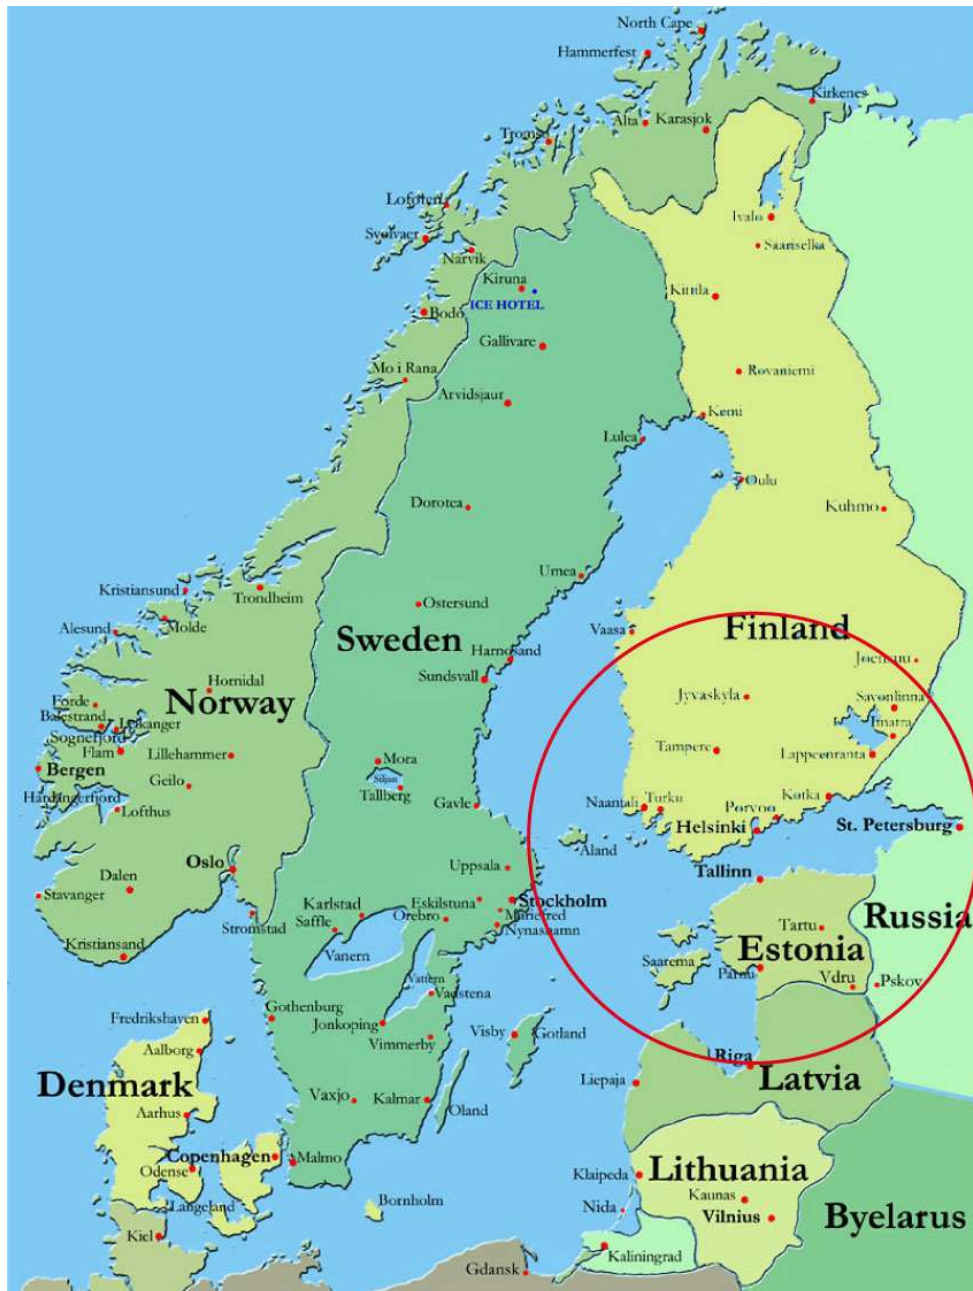 North Cape
Hammerfest
Kirkenes
Alta
Karasjok
Tromso
Lofoten
Ivalo
Svolvaer
Saariselka
Narvik
Kiruna
Kittila
ICE HOTEL
Bodo
Gallivare
Mo i Rana
Rovaniemi
Arvidsjaur
Kemi
Lulea
Oulu
Dorotea
Kuhmo
Umea
Kristiansund
Trondheim
Ostersund
Molde
Alesund
Vaasa
Finland
Sweden
Harnosand
Joensuu
Sundsvall
Hornidal
Jyvaskyla
Norway
Savonlinna
Forde
Balestrand
Leikanger
Imatra
Sognefjord
Flam
Lillehammer
Tampere
Lappeenranta
Mora
Bergen
Siljan
Geilo
Tallberg
Hardangerfjord
Lofthus
Gavle
Naantali
Turku
Kotka
Porvoo
Helsinki
St. Petersburg
Aland
Oslo
Uppsala
Tallinn
Dalen
Stavanger
Karlstad
Eskilstuna
Stockholm
Saffle
Orebro
Mariefred
Stromstad
Nynashamn
Russia
Tartu
Kristiansand
Vanern
Estonia
Saarema
Vattern
Parnu
Vdru
Pskov
Vadstena
Gothenburg
Fredrikshaven
Jonkoping
Visby
Gotland
Vimmerby
Aalborg
Riga
Denmark
Latvia
Liepaja
Vaxjo
Kalmar
Oland
Aarhus
Copenhagen
Malmo
Odense
Klaipeda
Lithuania
Kaunas
Bornholm
Langeland
Nida
Vilnius
Byelarus
Kiel
Kaliningrad
Gdansk